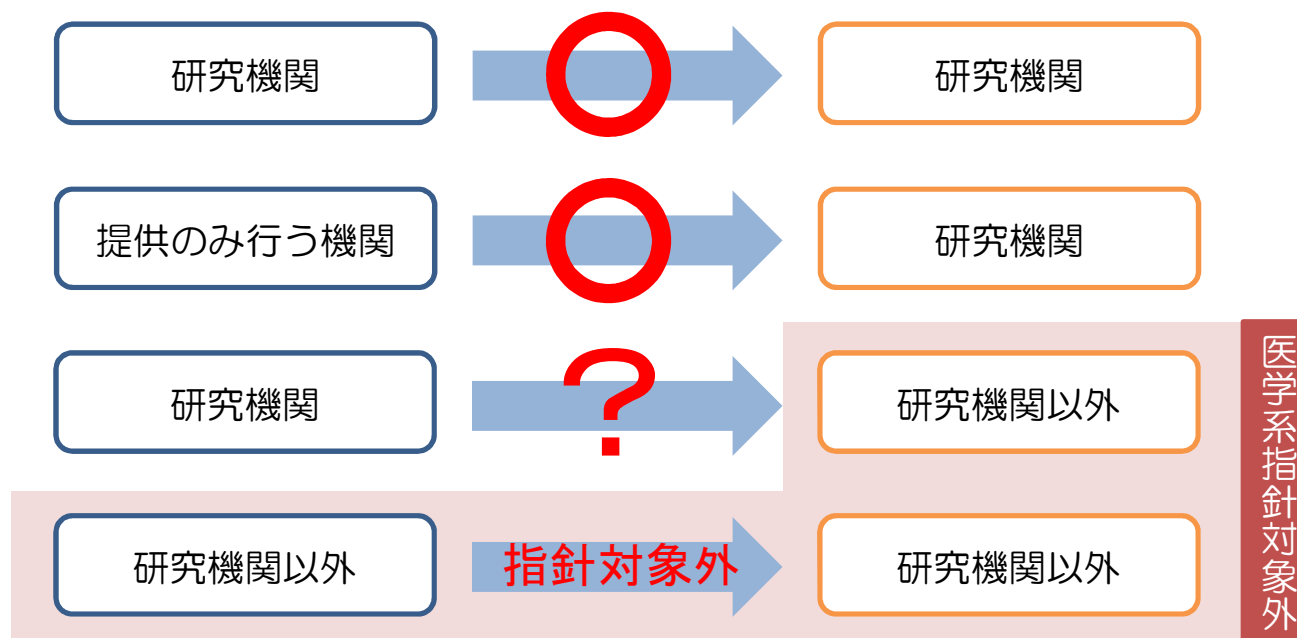 研究機関
研究機関
提供のみ行う機関
研究機関
研究機関
?
研究機関以外
研究機関以外
指針対象外
研究機関以外
医学系指針対象外